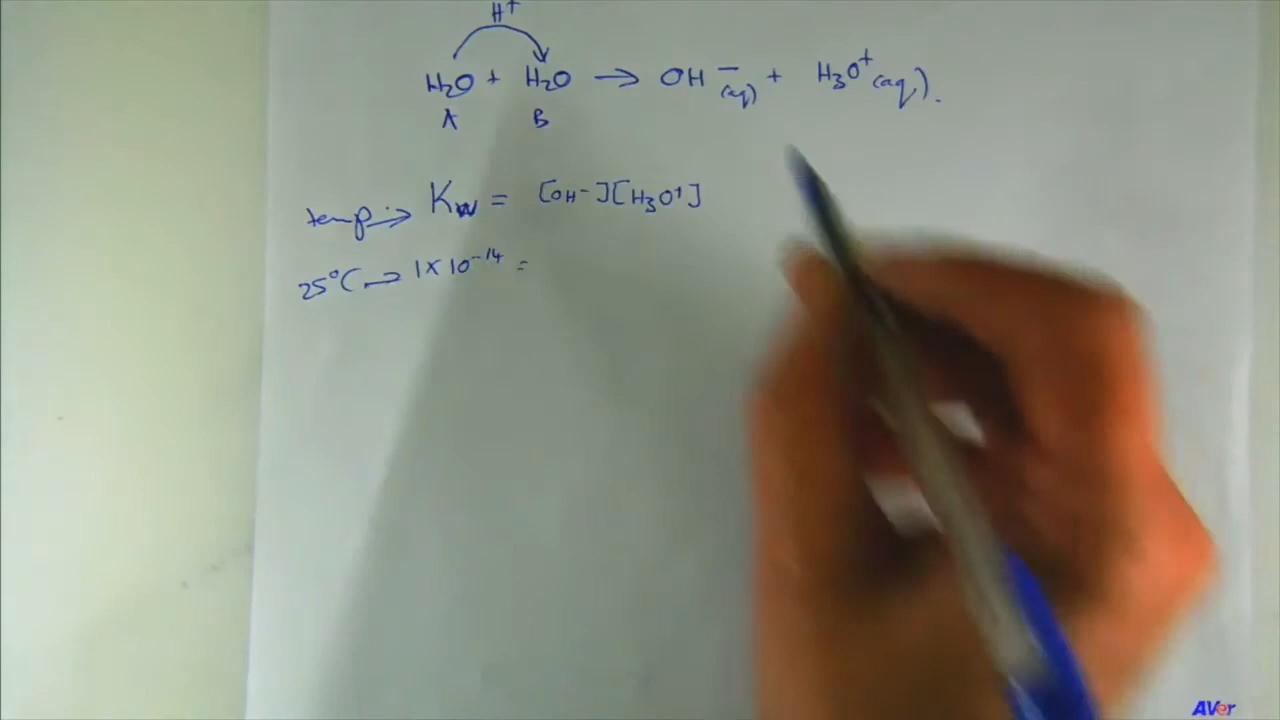 H⁺
H₂O + H₂O → OH⁻(aq) + H₃O⁺(aq).
A B
temp → Kw = [OH⁻][H₃O⁺]
25°C → 1×10⁻¹⁴ =
AVer